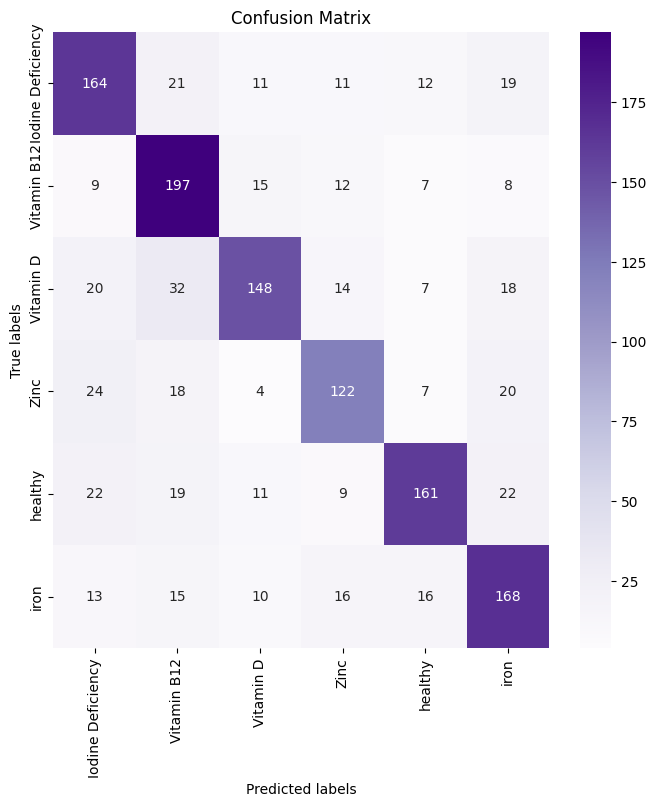 Confusion Matrix
True labels
Iodine Deficiency
164 21 11 11 12 19
Vitamin B12
9 197 15 12 7 8
Vitamin D
20 32 148 14 7 18
Zinc
24 18 4 122 7 20
healthy
22 19 11 9 161 22
iron
13 15 10 16 16 168
Iodine Deficiency
Vitamin B12
Vitamin D
Zinc
healthy
iron
Predicted labels
175
150
125
100
75
50
25